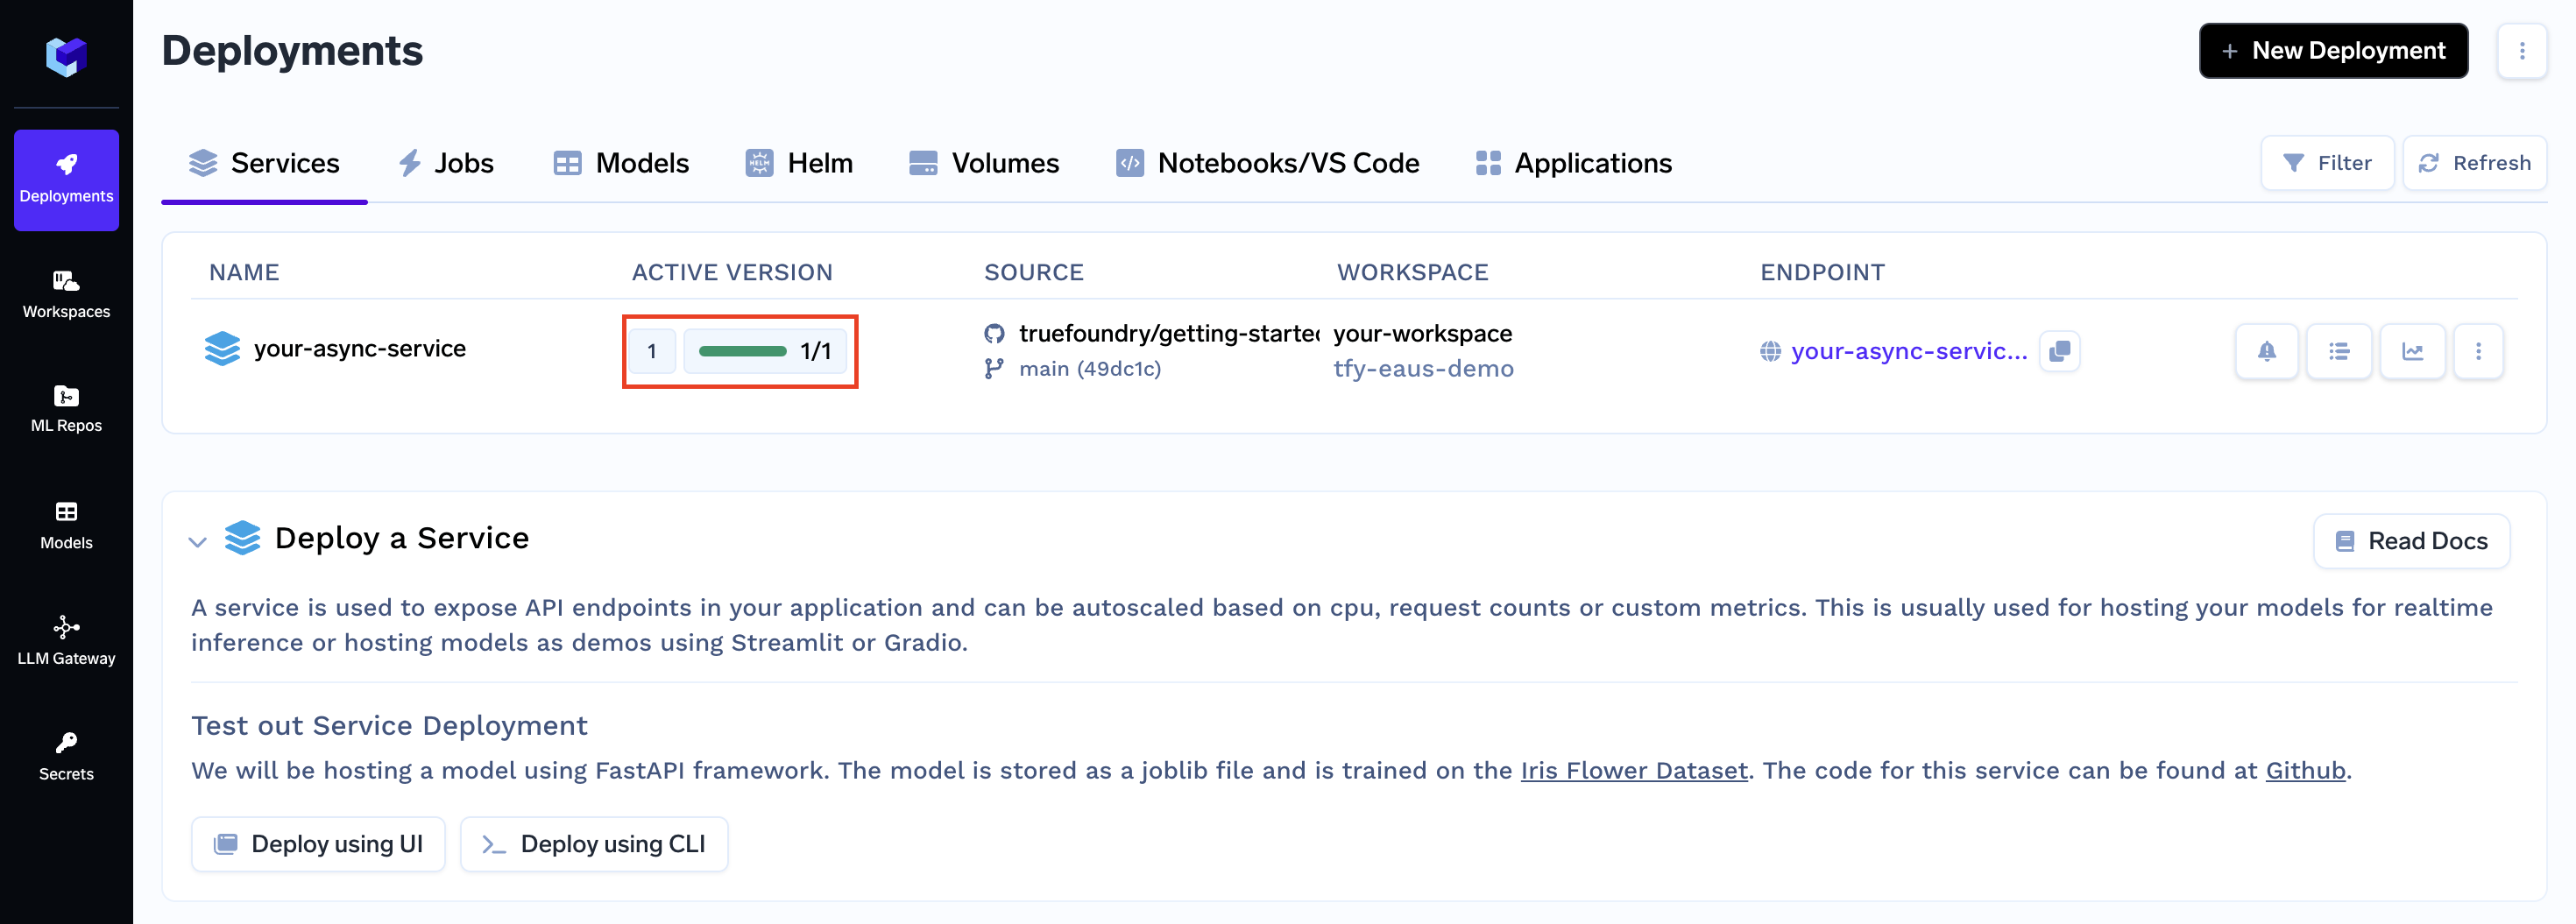 Deployments
New Deployment
Deployments
Workspaces
ML Repos
Models
LLM Gateway
Secrets
Services
Jobs
Models
HELM
Helm
Volumes
Notebooks/VS Code
Applications
Filter
Refresh
NAME
ACTIVE VERSION
SOURCE
WORKSPACE
ENDPOINT
your-async-service
1
1/1
truefoundry/getting-started
main (49dc1c)
your-workspace
tfy-eaus-demo
your-async-servic...
Deploy a Service
Read Docs
A service is used to expose API endpoints in your application and can be autoscaled based on cpu, request counts or custom metrics. This is usually used for hosting your models for realtime
inference or hosting models as demos using Streamlit or Gradio.
Test out Service Deployment
We will be hosting a model using FastAPI framework. The model is stored as a joblib file and is trained on the Iris Flower Dataset. The code for this service can be found at Github.
Deploy using UI
Deploy using CLI